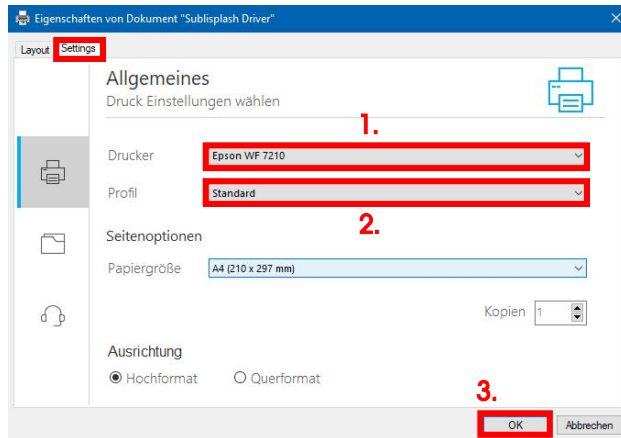 Eigenschaften von Dokument "Sublisplash Driver"
Layout Settings
Allgemeines
Druck Einstellungen wählen
1.
Drucker Epson WF 7210
Profil Standard
2.
Seitenoptionen
Papiergröße A4 (210 x 297 mm)
Kopien 1
Ausrichtung
Hochformat Querformat
3.
OK Abbrechen